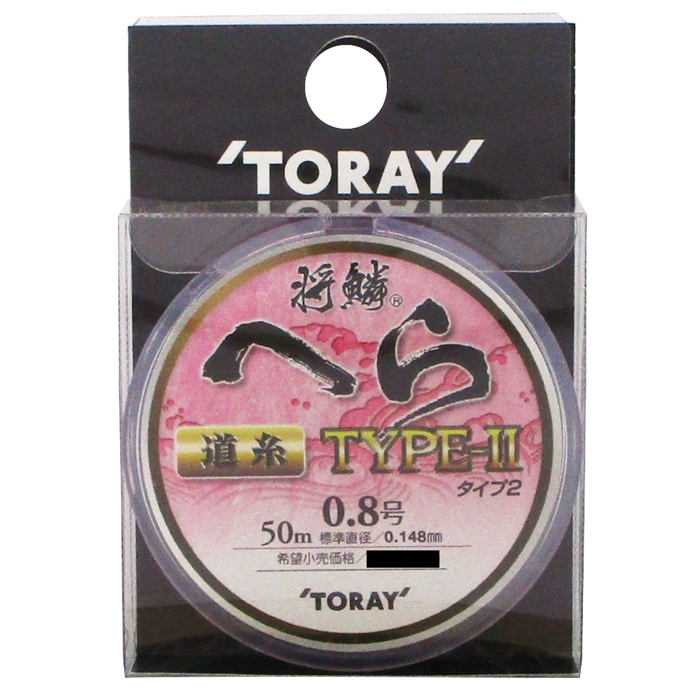 'TORAY'
将鱗®
へら
道糸 TYPE-II
タイプ2
0.8号
50m 標準直径/0.148mm
希望小売価格/
'TORAY'